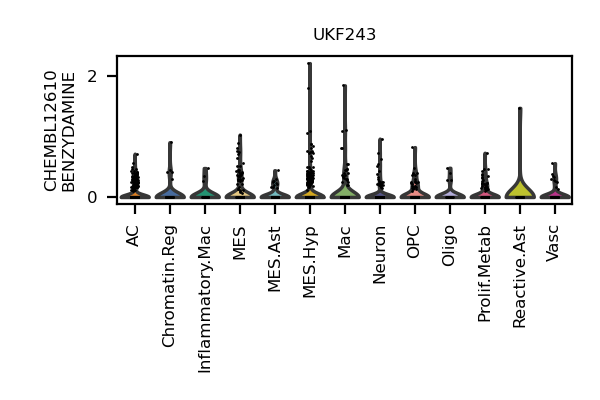 UKF243
CHEMBL12610
BENZYDAMINE
2
0
AC
Chromatin.Reg
Inflammatory.Mac
MES
MES.Ast
MES.Hyp
Mac
Neuron
OPC
Oligo
Prolif.Metab
Reactive.Ast
Vasc